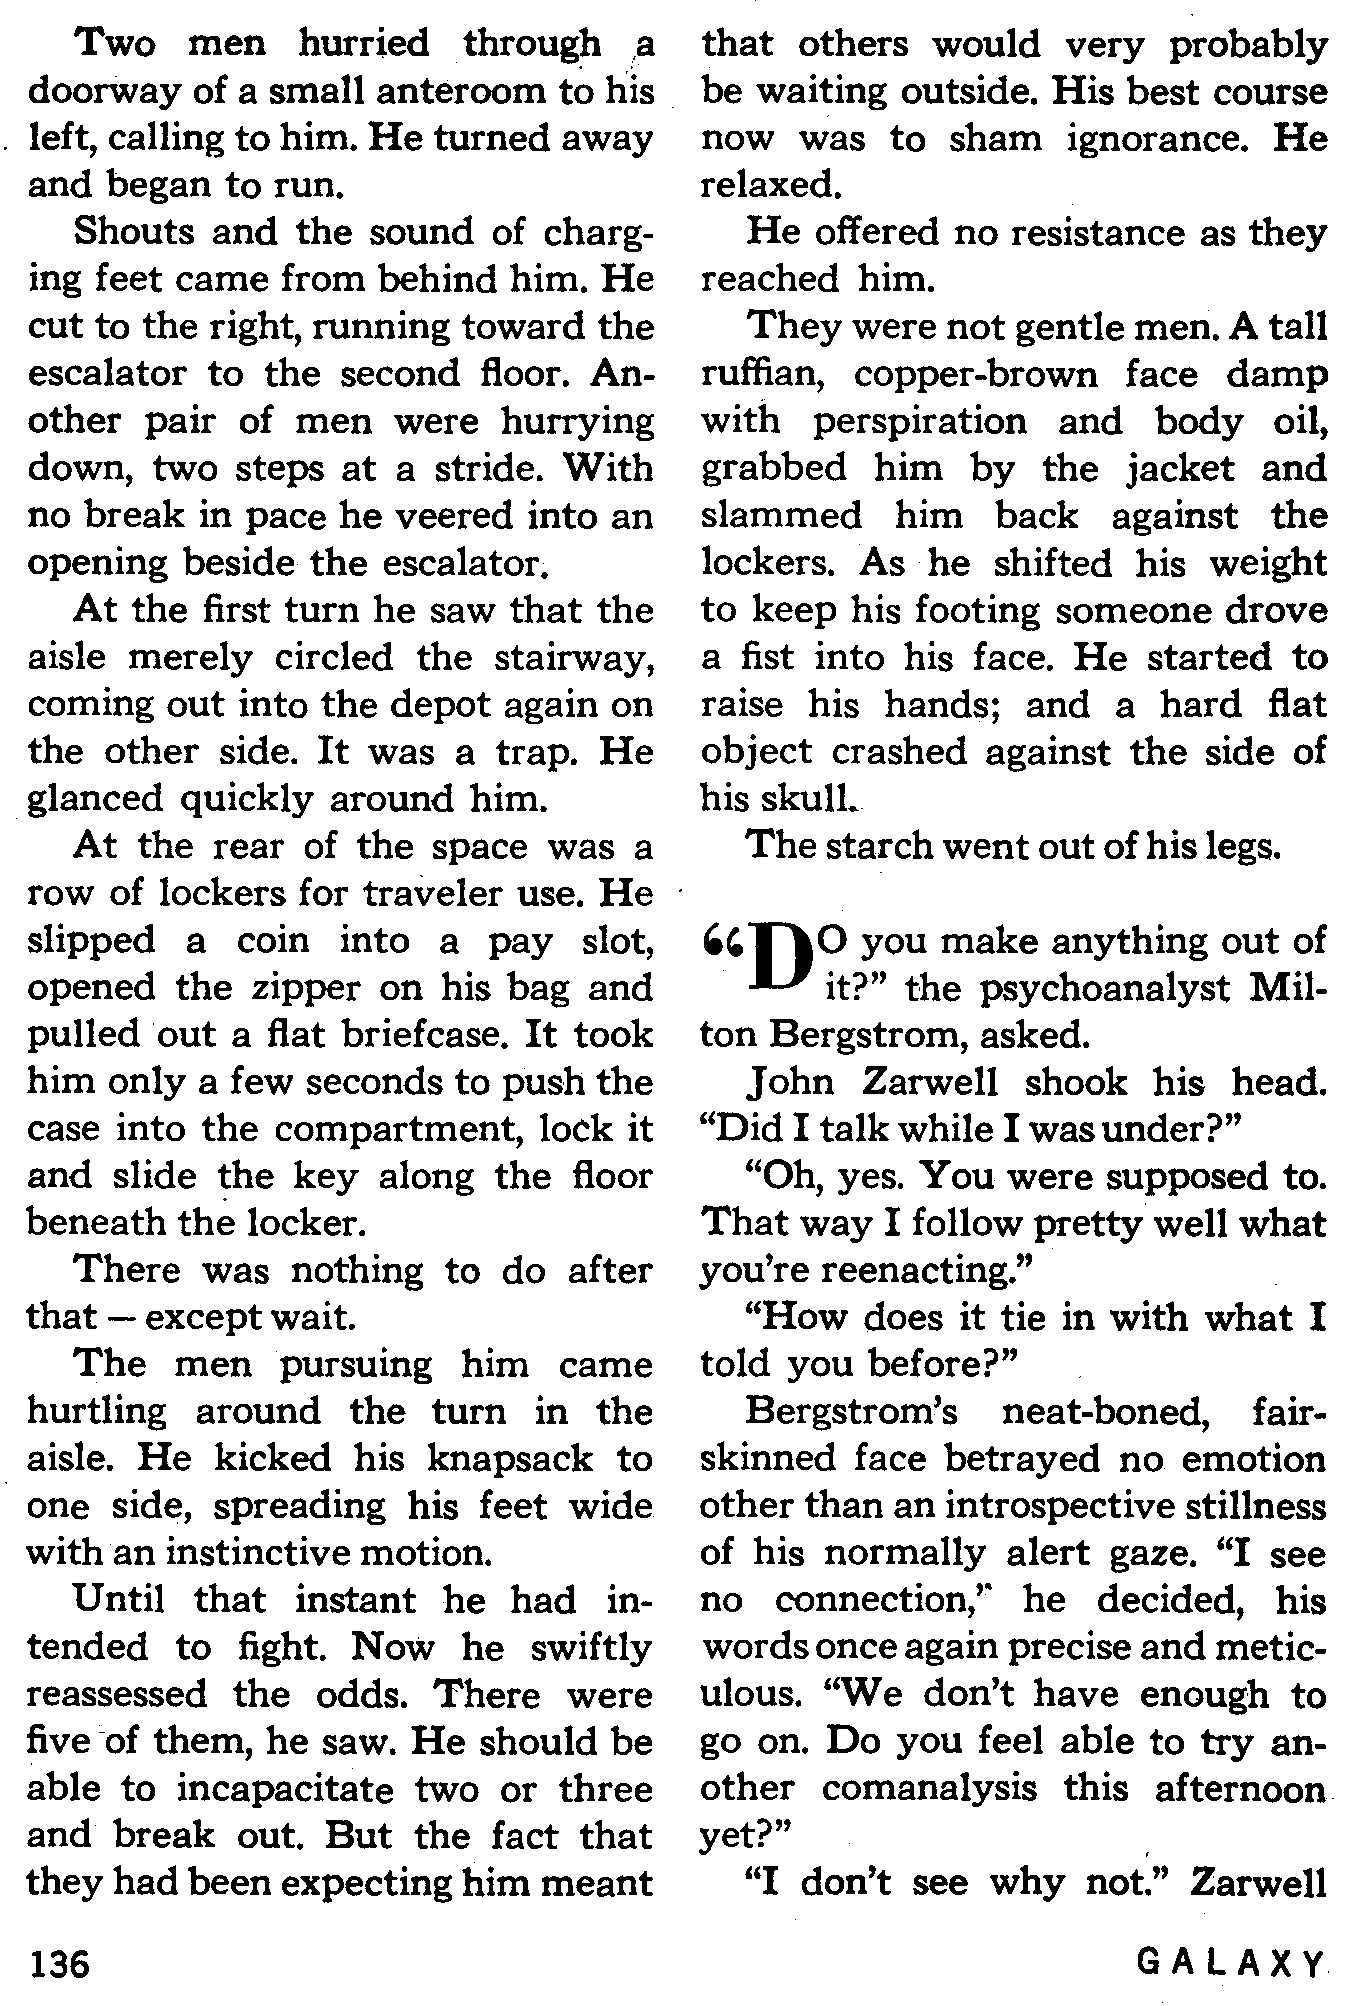 Two men hurried through a
doorway of a small anteroom to his
left, calling to him. He turned away
and began to run.
Shouts and the sound of charg-
ing feet came from behind him. He
cut to the right, running toward the
escalator to the second floor. An-
other pair of men were hurrying
down, two steps at a stride. With
no break in pace he veered into an
opening beside the escalator.
At the first turn he saw that the
aisle merely circled the stairway,
coming out into the depot again on
the other side. It was a trap. He
glanced quickly around him.
At the rear of the space was a
row of lockers for traveler use. He
slipped a coin into a pay slot,
opened the zipper on his bag and
pulled out a flat briefcase. It took
him only a few seconds to push the
case into the compartment, lock it
and slide the key along the floor
beneath the locker.
There was nothing to do after
that — except wait.
The men pursuing him came
hurtling around the turn in the
aisle. He kicked his knapsack to
one side, spreading his feet wide
with an instinctive motion.
Until that instant he had in-
tended to fight. Now he swiftly
reassessed the odds. There were
five of them, he saw. He should be
able to incapacitate two or three
and break out. But the fact that
they had been expecting him meant
that others would very probably
be waiting outside. His best course
now was to sham ignorance. He
relaxed.
He offered no resistance as they
reached him.
They were not gentle men. A tall
ruffian, copper-brown face damp
with perspiration and body oil,
grabbed him by the jacket and
slammed him back against the
lockers. As he shifted his weight
to keep his footing someone drove
a fist into his face. He started to
raise his hands; and a hard flat
object crashed against the side of
his skull.
The starch went out of his legs.
“DO you make anything out of
it?” the psychoanalyst Mil-
ton Bergstrom, asked.
John Zarwell shook his head.
“Did I talk while I was under?”
“Oh, yes. You were supposed to.
That way I follow pretty well what
you’re reenacting.”
“How does it tie in with what I
told you before?”
Bergstrom’s neat-boned, fair-
skinned face betrayed no emotion
other than an introspective stillness
of his normally alert gaze. “I see
no connection,” he decided, his
words once again precise and metic-
ulous. “We don’t have enough to
go on. Do you feel able to try an-
other comanalysis this afternoon
yet?”
“I don’t see why not.” Zarwell
136
GALAXY